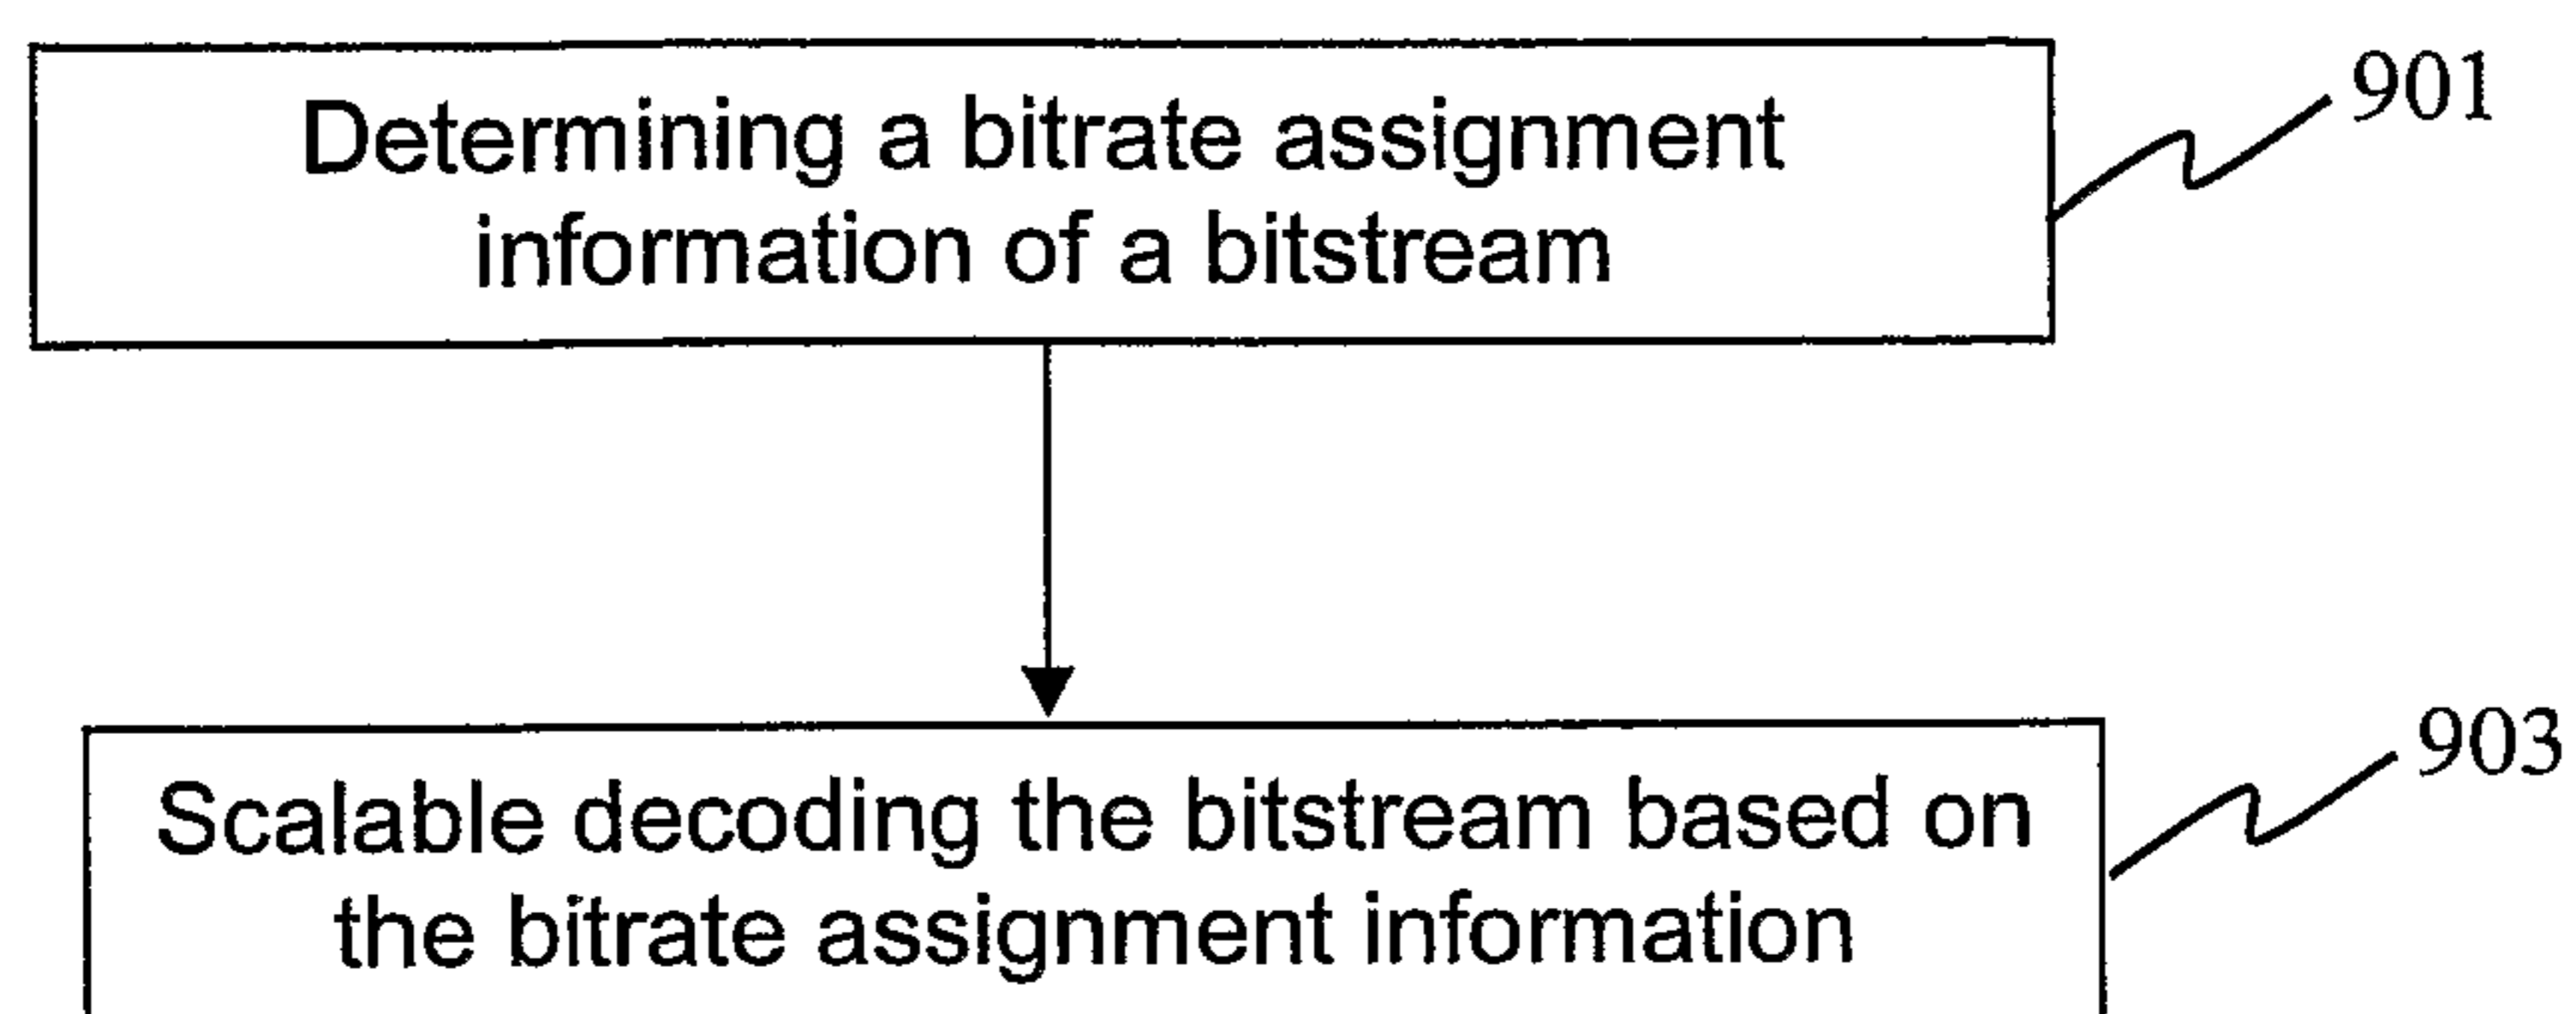 Determining a bitrate assignment
information of a bitstream
901
Scalable decoding the bitstream based on
the bitrate assignment information
903